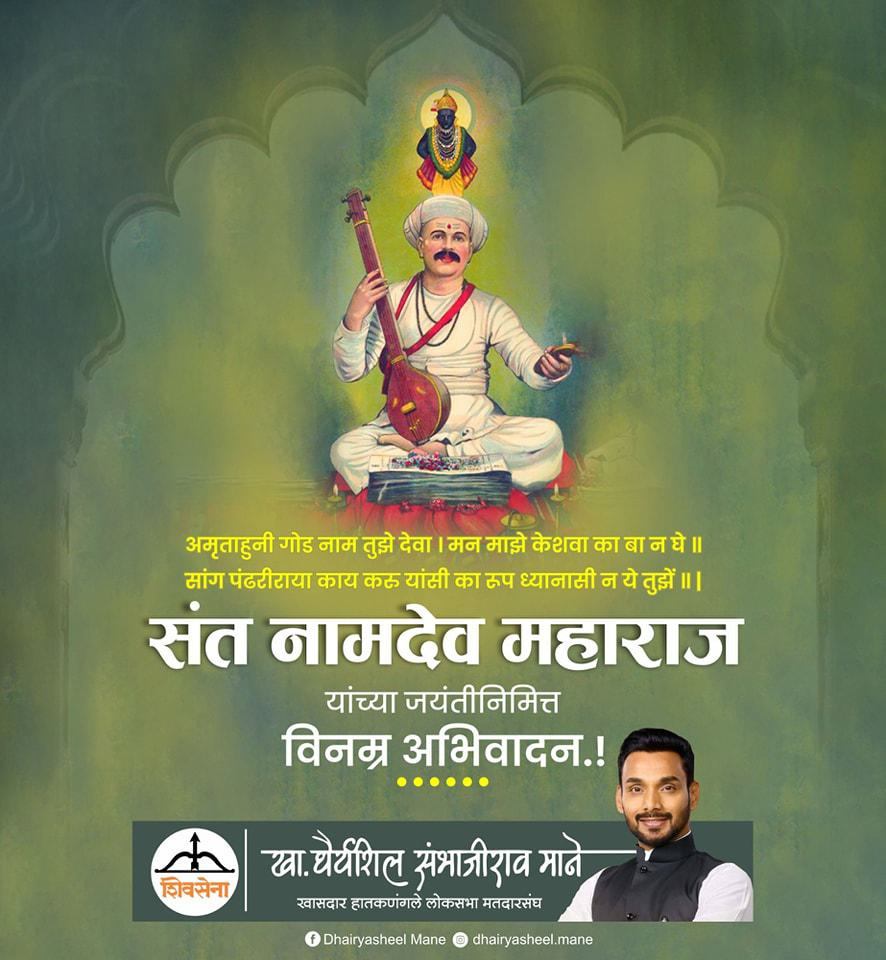 अमृताहुनी गोड नाम तुझे देवा । मन माझे केशवा का बा न घे ॥
सांग पंढरीराया काय करु यांसी का रूप ध्यानासी न ये तुझें ॥ |
संत नामदेव महाराज
यांच्या जयंतीनिमित्त
विनम्र अभिवादन.!
शिवसेना
खा. धैर्यशिल संभाजीराव माने
खासदार हातकणंगले लोकसभा मतदारसंघ
Dhairyasheel Mane dhairyasheel.mane